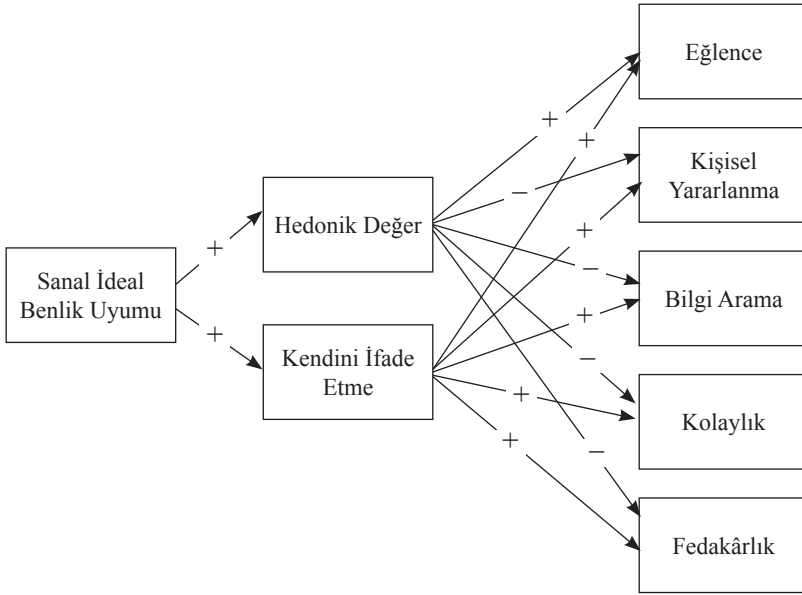 Eğlence
+
+
Kişisel
Yararlanma
Hedonik Değer
−
+
+
Sanal İdeal
Benlik Uyumu
−
Bilgi Arama
+
+
Kendini İfade
Etme
−
+
Kolaylık
+
−
Fedakârlık